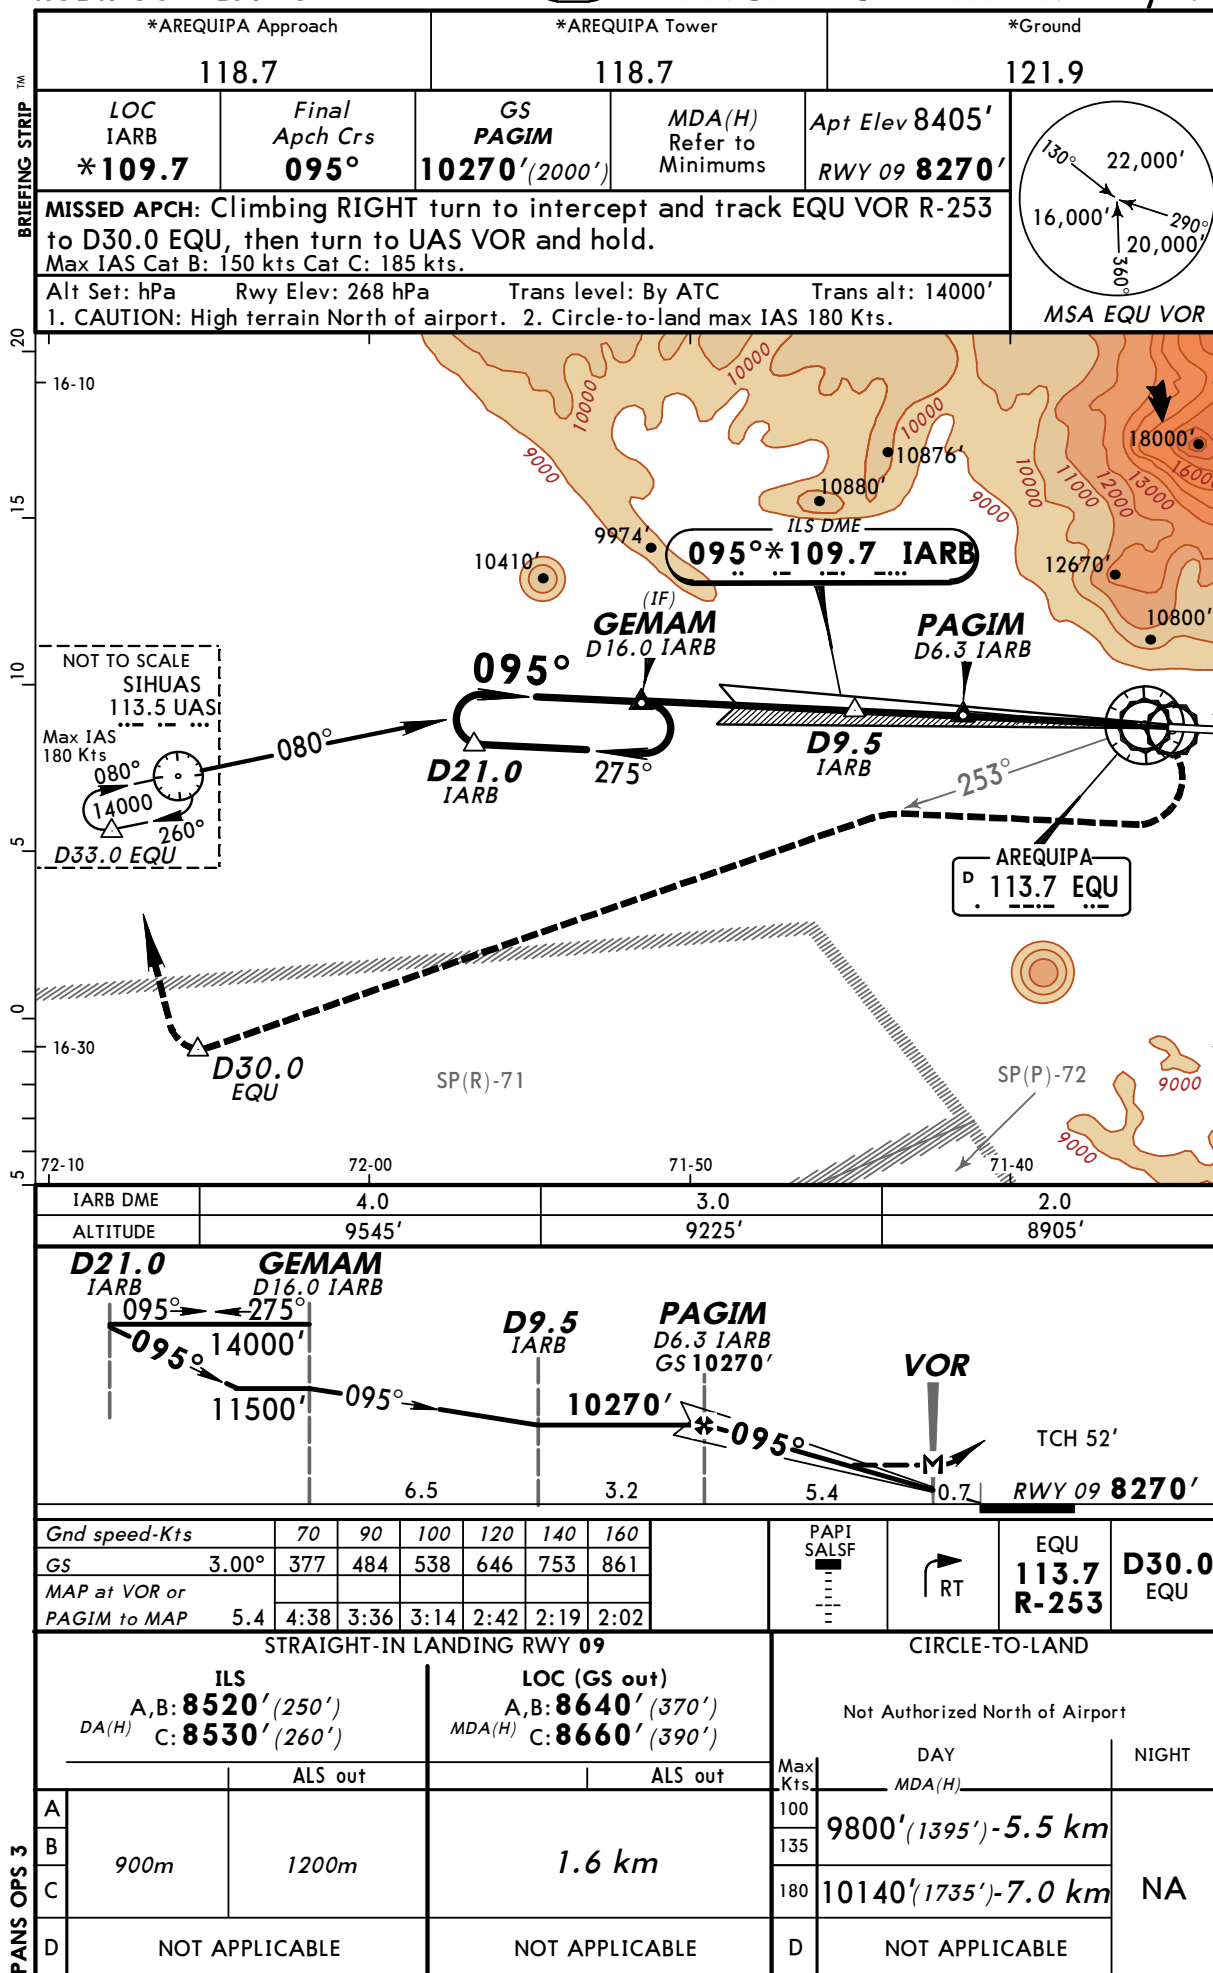 *AREQUIPA Approach
118.7
*AREQUIPA Tower
118.7
*Ground
121.9
BRIEFING STRIP TM
LOC
IARB
*109.7
Final
Apch Crs
095°
GS
PAGIM
10270'(2000')
MDA(H)
Refer to
Minimums
Apt Elev 8405'
RWY 09 8270'
MISSED APCH: Climbing RIGHT turn to intercept and track EQU VOR R-253
to D30.0 EQU, then turn to UAS VOR and hold.
Max IAS Cat B: 150 kts Cat C: 185 kts.
Alt Set: hPa Rwy Elev: 268 hPa Trans level: By ATC Trans alt: 14000'
1. CAUTION: High terrain North of airport. 2. Circle-to-land max IAS 180 Kts.
130°
22,000'
16,000'
290°
20,000'
360°
MSA EQU VOR
20
16-10
10000
10000
10000
9000
10876'
10880'
9974'
10410'
18000'
16000
13000
12000
11000
10000
9000
12670'
10800'
15
ILS DME
095° *109.7 IARB
(IF)
GEMAM
D16.0 IARB
PAGIM
D6.3 IARB
10
NOT TO SCALE
SIHUAS
113.5 UAS
Max IAS
180 Kts
080°
14000
260°
D33.0 EQU
080°
095°
D21.0
IARB
275°
D9.5
IARB
253°
5
AREQUIPA
D 113.7 EQU
0
16-30
D30.0
EQU
SP(R)-71
SP(P)-72
9000
9000
5
72-10
72-00
71-50
71-40
IARB DME 4.0 3.0 2.0
ALTITUDE 9545' 9225' 8905'
D21.0
IARB
GEMAM
D16.0 IARB
095° 275°
14000'
095°
11500'
095°
D9.5
IARB
10270'
PAGIM
D6.3 IARB
GS 10270'
095°
VOR
M
TCH 52'
6.5
3.2
5.4
0.7
RWY 09 8270'
Gnd speed-Kts 70 90 100 120 140 160
GS 3.00° 377 484 538 646 753 861
MAP at VOR or
PAGIM to MAP 5.4 4:38 3:36 3:14 2:42 2:19 2:02
PAPI
SALSF
RT
EQU
113.7
R-253
D30.0
EQU
STRAIGHT-IN LANDING RWY 09
ILS
A,B: 8520' (250')
DA(H) C: 8530' (260')
LOC (GS out)
A,B: 8640' (370')
MDA(H) C: 8660' (390')
ALS out
ALS out
CIRCLE-TO-LAND
Not Authorized North of Airport
Max
Kts
DAY
MDA(H)
NIGHT
A
B
C
D
900m
1200m
1.6 km
100
135
9800' (1395') - 5.5 km
180
10140' (1735') - 7.0 km
NA
NOT APPLICABLE
NOT APPLICABLE
D
NOT APPLICABLE
PANS OPS 3